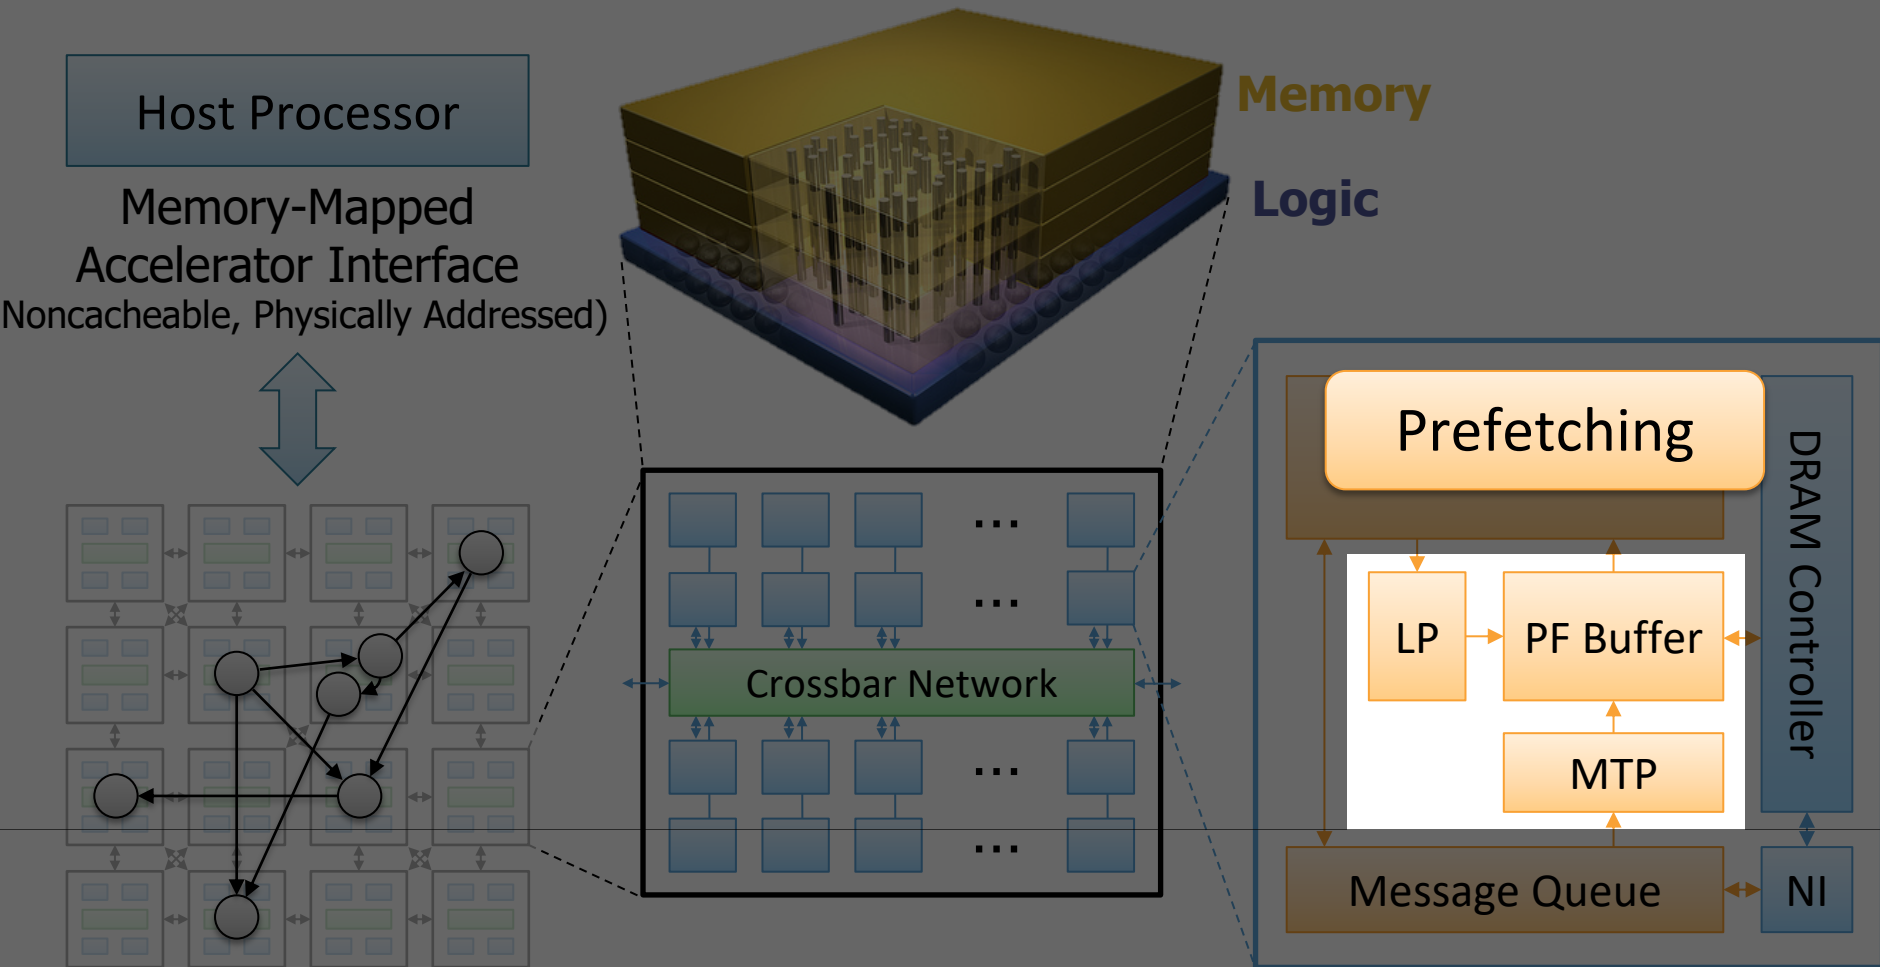 Host Processor
Memory-Mapped
Accelerator Interface
Noncacheable, Physically Addressed)
Memory
Logic
...
...
Crossbar Network
...
...
Prefetching
DRAM Controller
LP
PF Buffer
MTP
Message Queue
NI